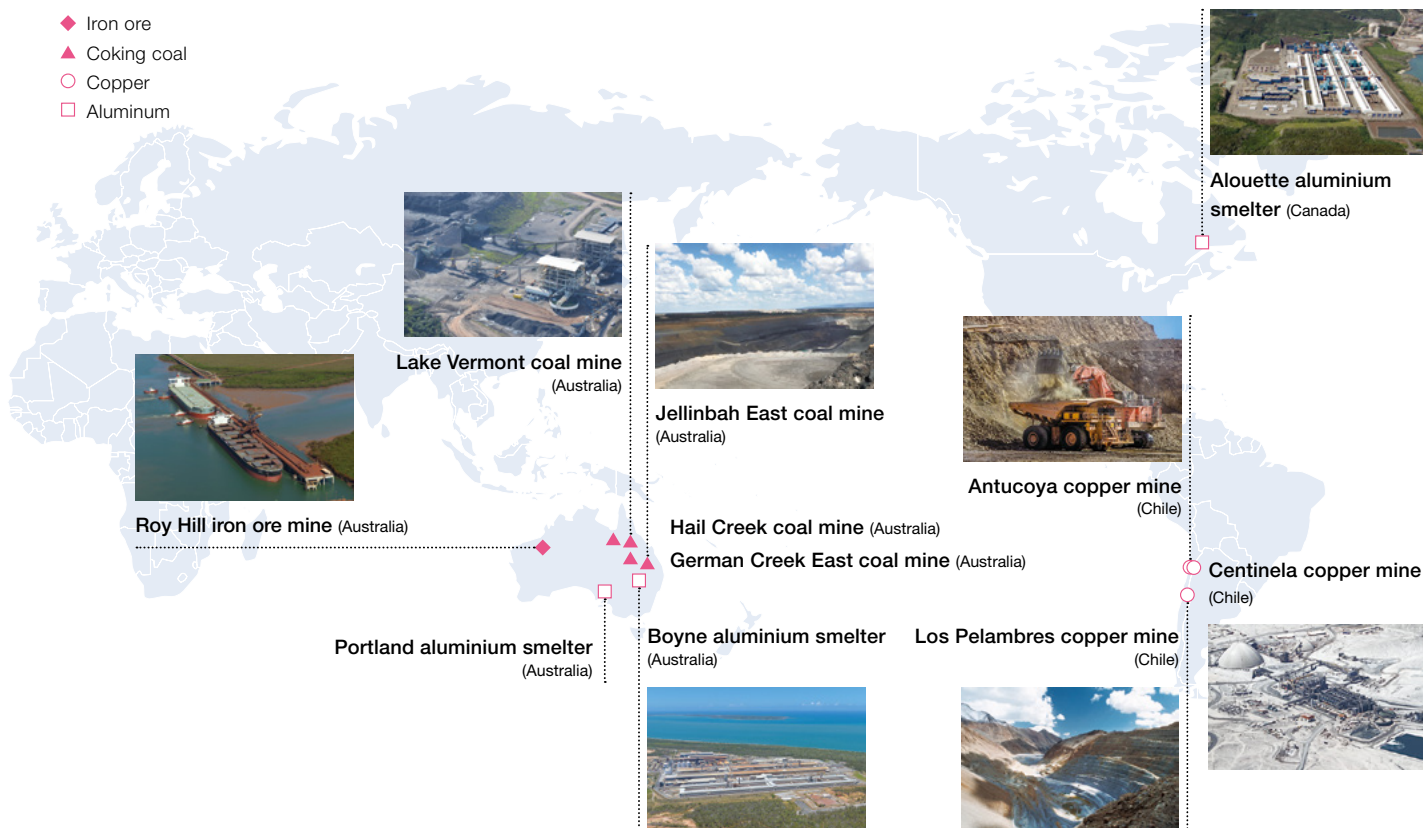 Iron ore
Coking coal
Copper
Aluminum
Alouette aluminium
smelter (Canada)
Lake Vermont coal mine
(Australia)
Jellinbah East coal mine
(Australia)
Antucoya copper mine
(Chile)
Roy Hill iron ore mine (Australia)
Hail Creek coal mine (Australia)
German Creek East coal mine (Australia)
Centinela copper mine
(Chile)
Portland aluminium smelter
(Australia)
Boyne aluminium smelter
(Australia)
Los Pelambres copper mine
(Chile)